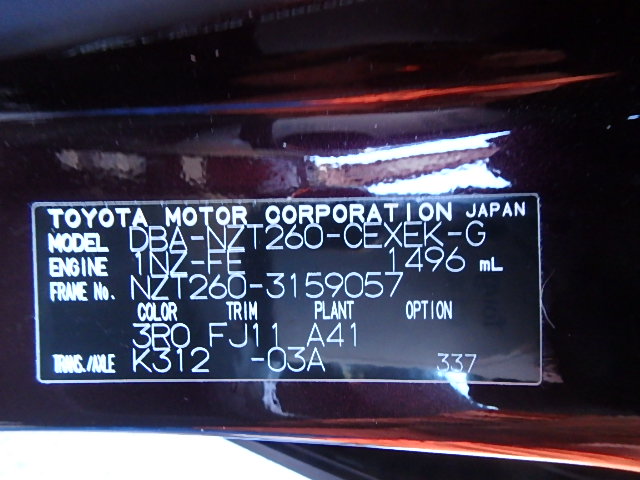 TOYOTA MOTOR CORPORATION JAPAN
MODEL DBA-NZT260-CEXEK-G
ENGINE 1NZ-FE 1496 mL
FRAME No. NZT260-3159057
COLOR TRIM PLANT OPTION
3R0 FJ11 A41
TRANS./AXLE K312 -03A 337